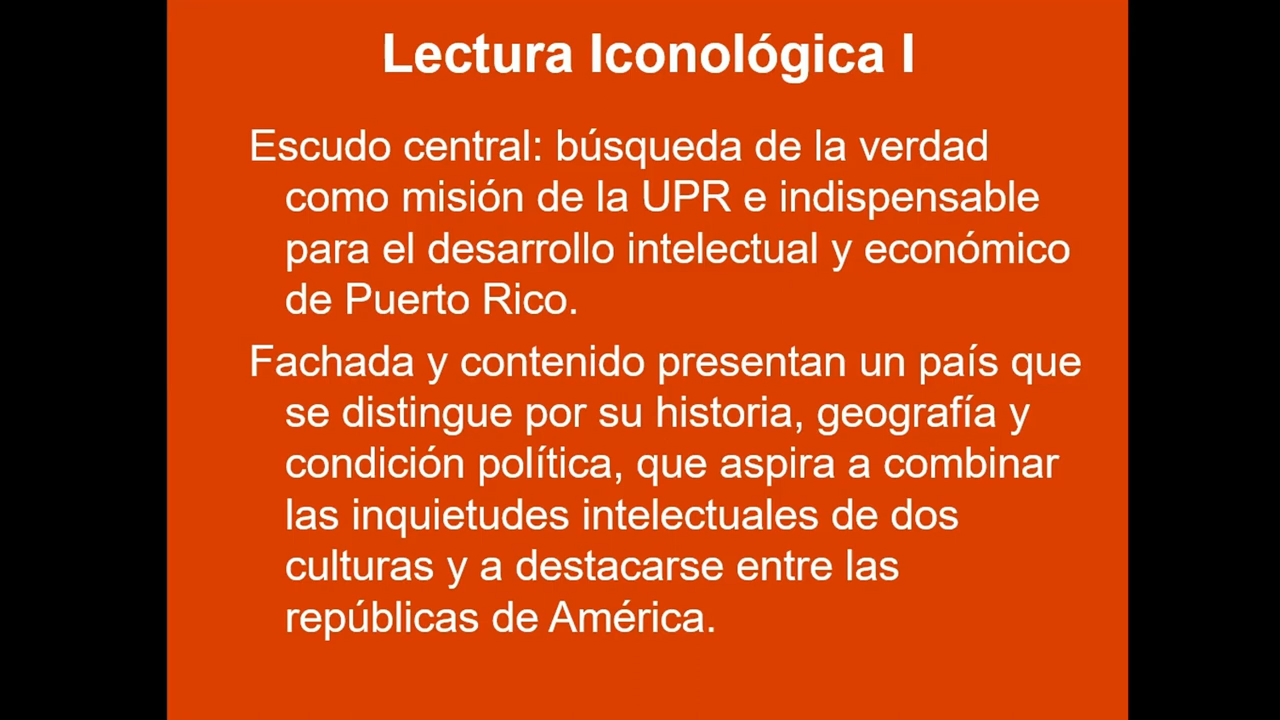 Lectura Iconológica I
Escudo central: búsqueda de la verdad
como misión de la UPR e indispensable
para el desarrollo intelectual y económico
de Puerto Rico.
Fachada y contenido presentan un país que
se distingue por su historia, geografía y
condición política, que aspira a combinar
las inquietudes intelectuales de dos
culturas y a destacarse entre las
repúblicas de América.